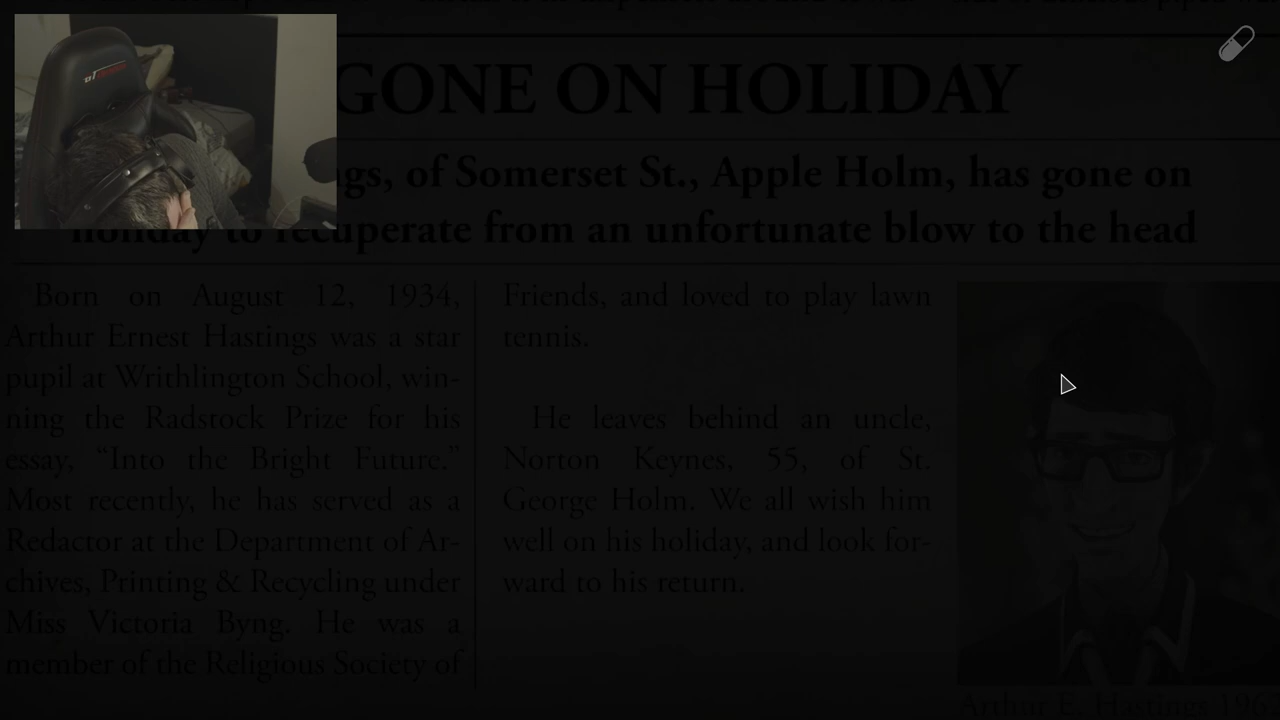 GONE ON HOLIDAY
gs, of Somerset St., Apple Holm, has gone on
holiday to recuperate from an unfortunate blow to the head
Born on August 12, 1934,
Arthur Ernest Hastings was a star
pupil at Writhlington School, win-
ning the Radstock Prize for his
essay, “Into the Bright Future.”
Most recently, he has served as a
Redactor at the Department of Ar-
chives, Printing & Recycling under
Miss Victoria Byng. He was a
member of the Religious Society of
Friends, and loved to play lawn
tennis.
He leaves behind an uncle,
Norton Keynes, 55, of St.
George Holm. We all wish him
well on his holiday, and look for-
ward to his return.
Arthur E. Hastings 196